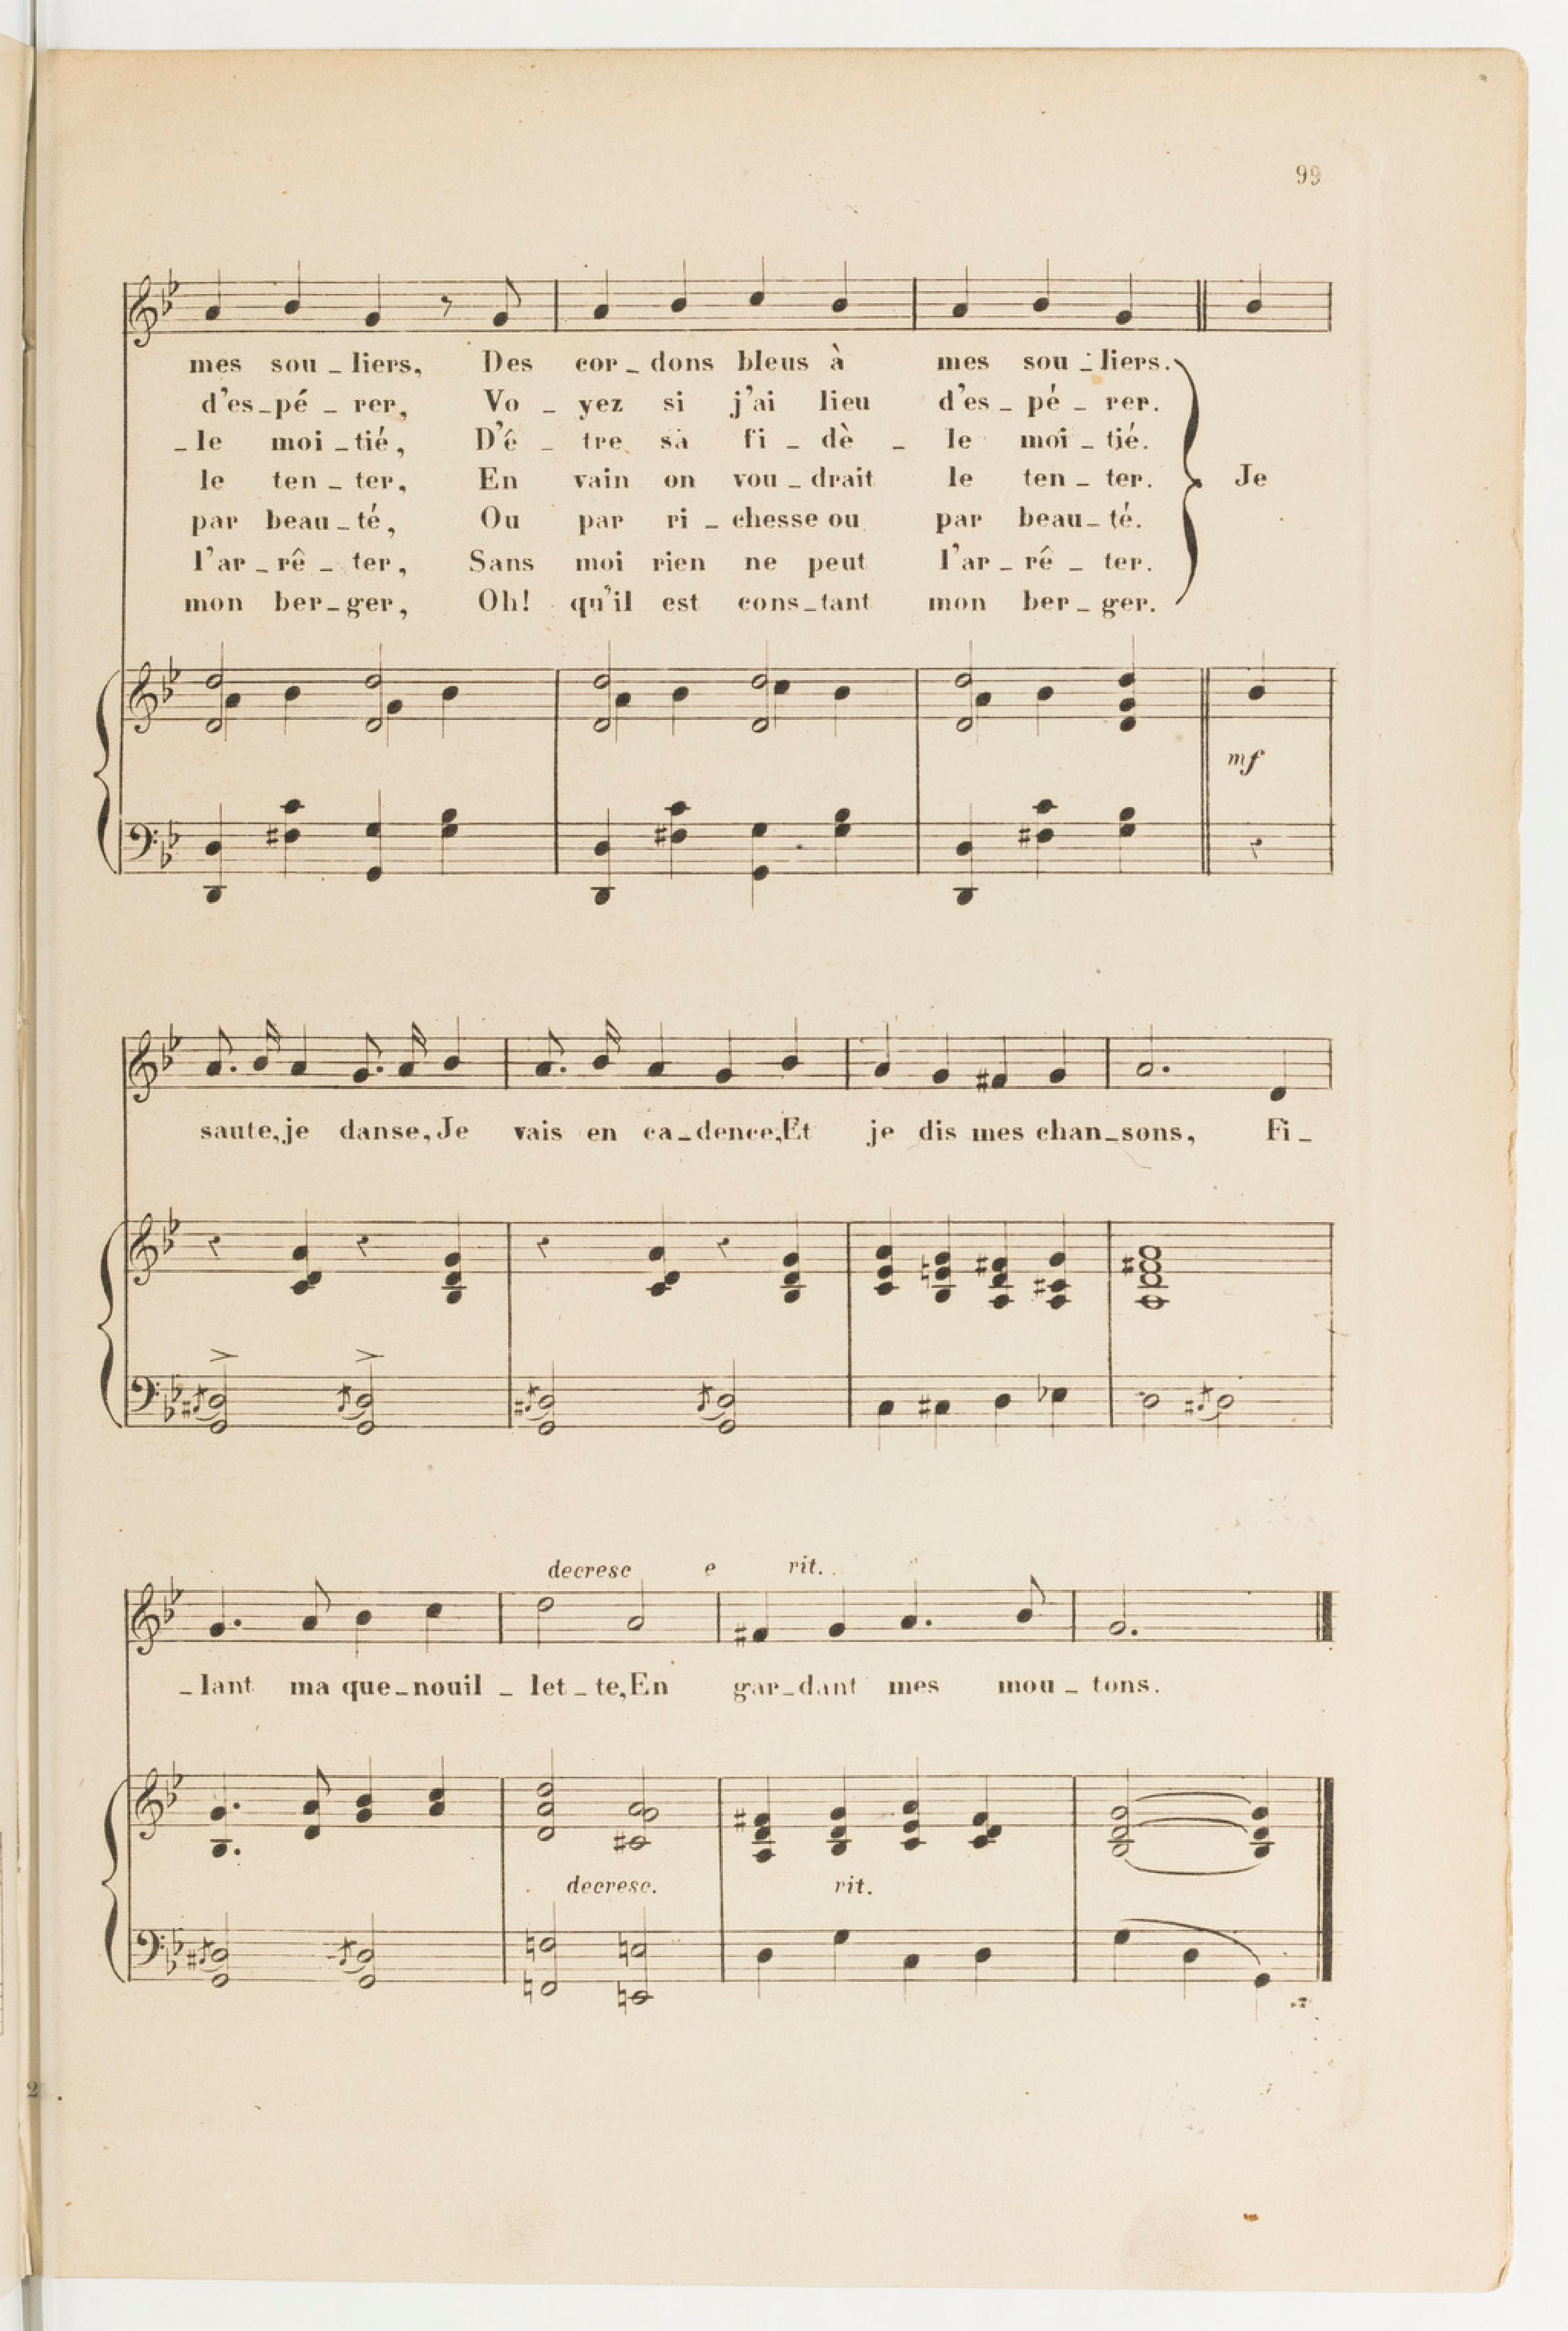 99
mes sou_liers, Des cor_dons bleus à mes sou_liers.
d'es_pé_rer, Vo_yez si j'ai lieu d'es_pé_rer.
_le moi_tié, D'ê_tre sa fi_dè_le moi_tié.
le ten_ter, En vain on vou_drait le ten_ter. Je
par beau_té, Ou par ri_chesse ou par beau_té.
l'ar_rê_ter, Sans moi rien ne peut l'ar_rê_ter.
mon ber_ger, Oh! qu'il est cons_tant mon ber_ger.
mf
saute, je danse, Je vais en ca_dence, Et je dis mes chan_sons, Fi_
decresc e rit.
_lant ma que_nouil_let_te, En gar_dant mes mou_tons.
decresc. rit.
2